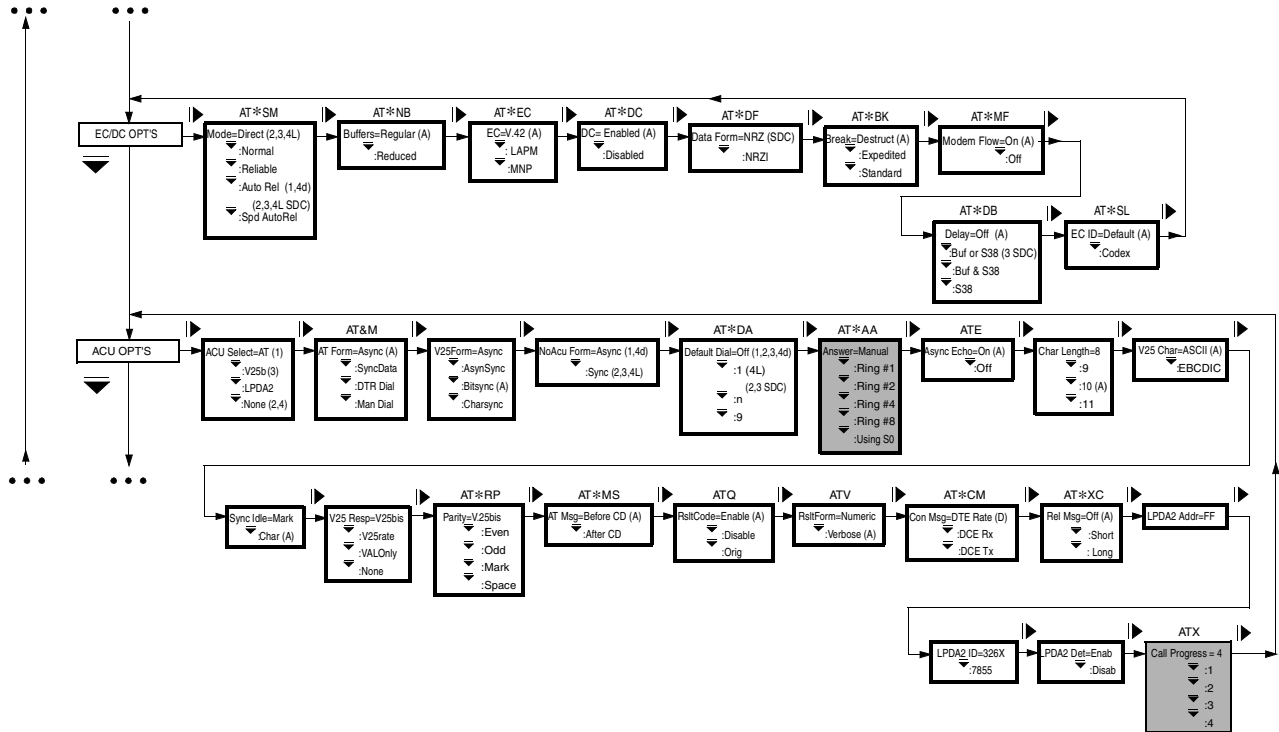 AT*SM
AT*NB
AT*EC
AT*DC
AT*DF
AT*BK
AT*MF
EC/DC OPT'S
Mode=Direct (2,3,4L)
:Normal
:Reliable
:Auto Rel (1,4d)
(2,3,4L SDC)
:Spd AutoRel
Buffers=Regular (A)
:Reduced
EC=V.42 (A)
: LAPM
:MNP
DC= Enabled (A)
:Disabled
Data Form=NRZ (SDC)
:NRZI
Break=Destruct (A)
:Expedited
:Standard
Modem Flow=On (A)
:Off
AT*DB
AT*SL
Delay=Off (A)
:Buf or S38 (3 SDC)
:Buf & S38
:S38
EC ID=Default (A)
:Codex
AT&M
AT*DA
AT*AA
ATE
ACU OPT'S
ACU Select=AT (1)
:V25b(3)
:LPDA2
:None (2,4)
AT Form=Async (A)
:SyncData
:DTR Dial
:Man Dial
V25Form=Async
:AsynSync
:Bitsync (A)
:Charsync
NoAcu Form=Async (1,4d)
:Sync (2,3,4L)
Default Dial=Off (1,2,3,4d)
:1 (4L)
(2,3 SDC)
:n
:9
Answer=Manual
:Ring #1
:Ring #2
:Ring #4
:Ring #8
:Using S0
Async Echo=On (A)
:Off
Char Length=8
:9
:10 (A)
:11
V25 Char=ASCII (A)
:EBCDIC
AT*RP
AT*MS
ATQ
ATV
AT*CM
AT*XC
Sync Idle=Mark
:Char (A)
V25 Resp=V25bis
:V25rate
:VALOnly
:None
Parity=V.25bis
:Even
:Odd
:Mark
:Space
AT Msg=Before CD (A)
:After CD
RsltCode=Enable (A)
:Disable
:Orig
RsltForm=Numeric
:Verbose (A)
Con Msg=DTE Rate (D)
:DCE Rx
:DCE Tx
Rel Msg=Off (A)
:Short
: Long
LPDA2 Addr=FF
ATX
LPDA2 ID=326X
:7855
LPDA2 Det=Enab
:Disab
Call Progress = 4
:1
:2
:3
:4